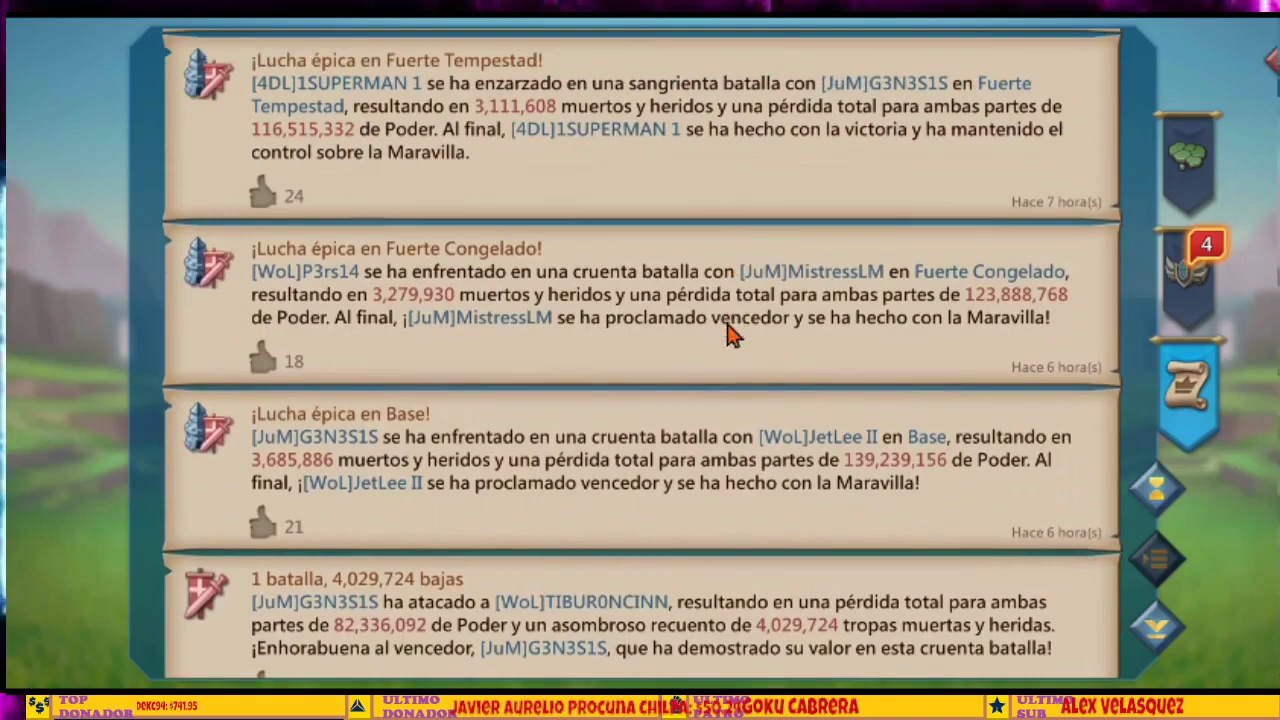 ¡Lucha épica en Fuerte Tempestad!
[4DL]1SUPERMAN 1 se ha enzarzado en una sangrienta batalla con [JuM]G3N3S1S en Fuerte
Tempestad, resultando en 3,111,608 muertos y heridos y una pérdida total para ambas partes de
116,515,332 de Poder. Al final, [4DL]1SUPERMAN 1 se ha hecho con la victoria y ha mantenido el
control sobre la Maravilla.
24
Hace 7 hora(s)
¡Lucha épica en Fuerte Congelado!
[WoL]P3rs14 se ha enfrentado en una cruenta batalla con [JuM]MistressLM en Fuerte Congelado,
resultando en 3,279,930 muertos y heridos y una pérdida total para ambas partes de 123,888,768
de Poder. Al final, ¡[JuM]MistressLM se ha proclamado vencedor y se ha hecho con la Maravilla!
18
Hace 6 hora(s)
¡Lucha épica en Base!
[JuM]G3N3S1S se ha enfrentado en una cruenta batalla con [WoL]JetLee II en Base, resultando en
3,685,886 muertos y heridos y una pérdida total para ambas partes de 139,239,156 de Poder. Al
final, ¡[WoL]JetLee II se ha proclamado vencedor y se ha hecho con la Maravilla!
21
Hace 6 hora(s)
1 batalla, 4,029,724 bajas
[JuM]G3N3S1S ha atacado a [WoL]TIBUR0NCINN, resultando en una pérdida total para ambas
partes de 82,336,092 de Poder y un asombroso recuento de 4,029,724 tropas muertas y heridas.
¡Enhorabuena al vencedor, [JuM]G3N3S1S, que ha demostrado su valor en esta cruenta batalla!
4
TOP
DONADOR
DEKC94: $741.95
ULTIMO
DONADOR
JAVIER AURELIO PROCUNA
ULTIMO
GOKU CABRERA
ULTIMO
SUB
ALEX VELASQUEZ